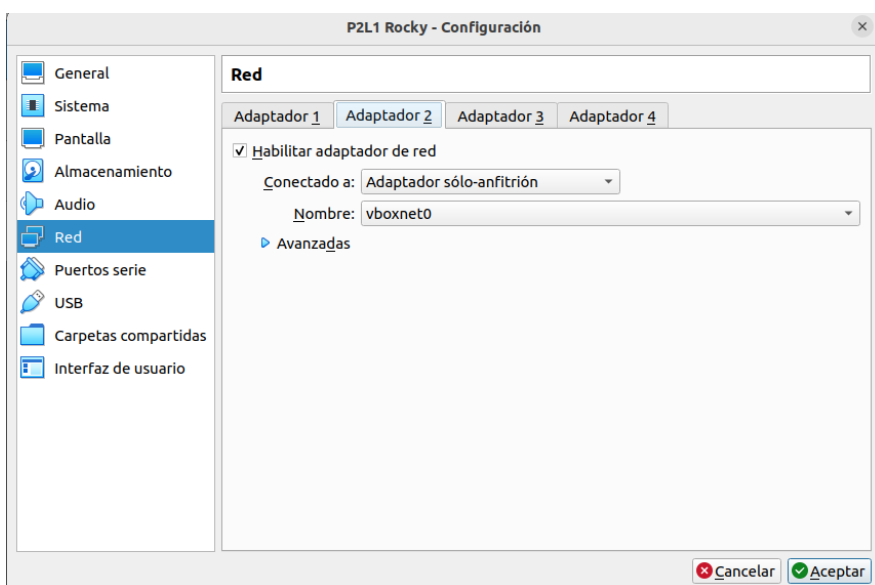 P2L1 Rocky - Configuración
General
Sistema
Pantalla
Almacenamiento
Audio
Red
Puertos serie
USB
Carpetas compartidas
Interfaz de usuario
Red
Adaptador 1 Adaptador 2 Adaptador 3 Adaptador 4
Habilitar adaptador de red
Conectado a: Adaptador sólo-anfitrión
Nombre: vboxnet0
Avanzadas
Cancelar Aceptar